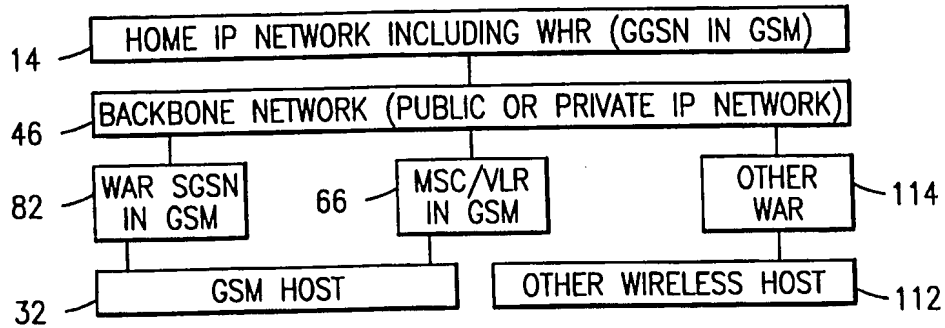 HOME IP NETWORK INCLUDING WHR (GGSN IN GSM)
14
BACKBONE NETWORK (PUBLIC OR PRIVATE IP NETWORK)
46
WAR SGSN
IN GSM
82
MSC/VLR
IN GSM
66
OTHER
WAR
114
GSM HOST
32
OTHER WIRELESS HOST
112